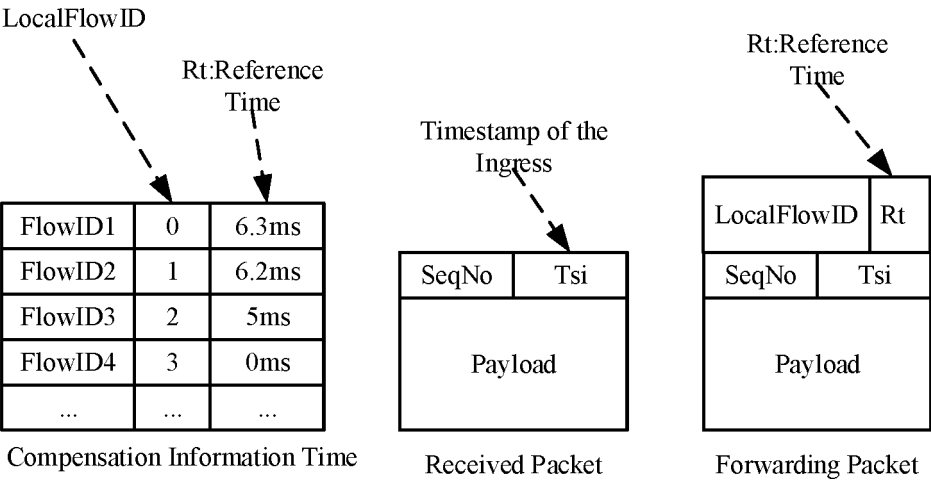 LocalFlowID
Rt:Reference
Time
FlowID1 0 6.3ms
FlowID2 1 6.2ms
FlowID3 2 5ms
FlowID4 3 0ms
... ... ...
Compensation Information Time
Timestamp of the
Ingress
SeqNo Tsi
Payload
Received Packet
Rt:Reference
Time
LocalFlowID Rt
SeqNo Tsi
Payload
Forwarding Packet